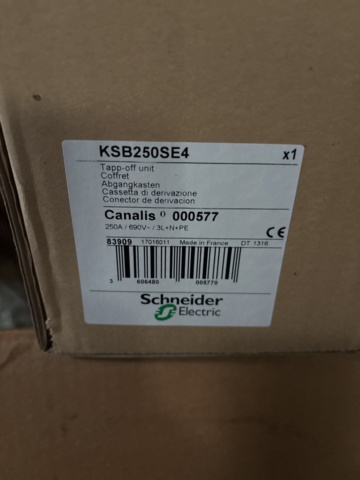 KSB250SE4 x1
Tapp-off unit
Coffret
Abgangkasten
Cassetta di derivazione
Conector de derivacion
Canalis () 000577
250A / 690V~ / 3L+N+PE
CE
83909 17016011 Made in France DT 1316
3 606480 005770
Schneider
Electric